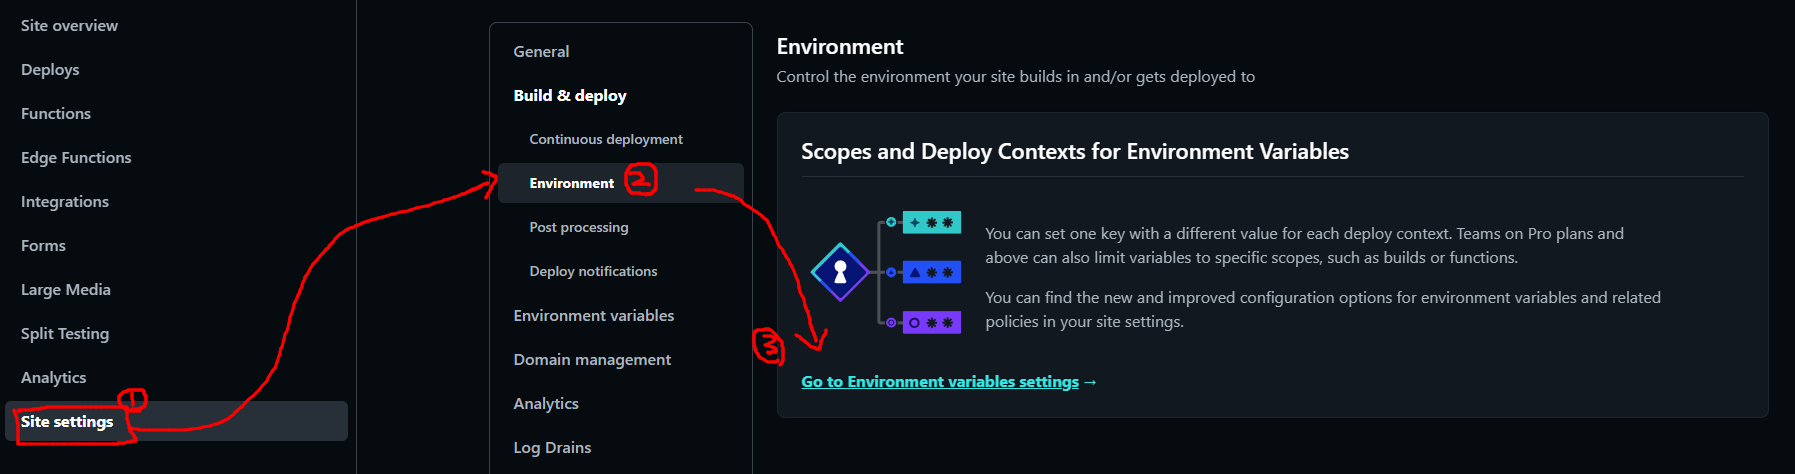 Site overview
Deploys
Functions
Edge Functions
Integrations
Forms
Large Media
Split Testing
Analytics
1
Site settings
General
Build & deploy
Continuous deployment
Environment 2
Post processing
Deploy notifications
Environment variables
Domain management
Analytics
Log Drains
Environment
Control the environment your site builds in and/or gets deployed to
Scopes and Deploy Contexts for Environment Variables
You can set one key with a different value for each deploy context. Teams on Pro plans and
above can also limit variables to specific scopes, such as builds or functions.
You can find the new and improved configuration options for environment variables and related
policies in your site settings.
3
Go to Environment variables settings →